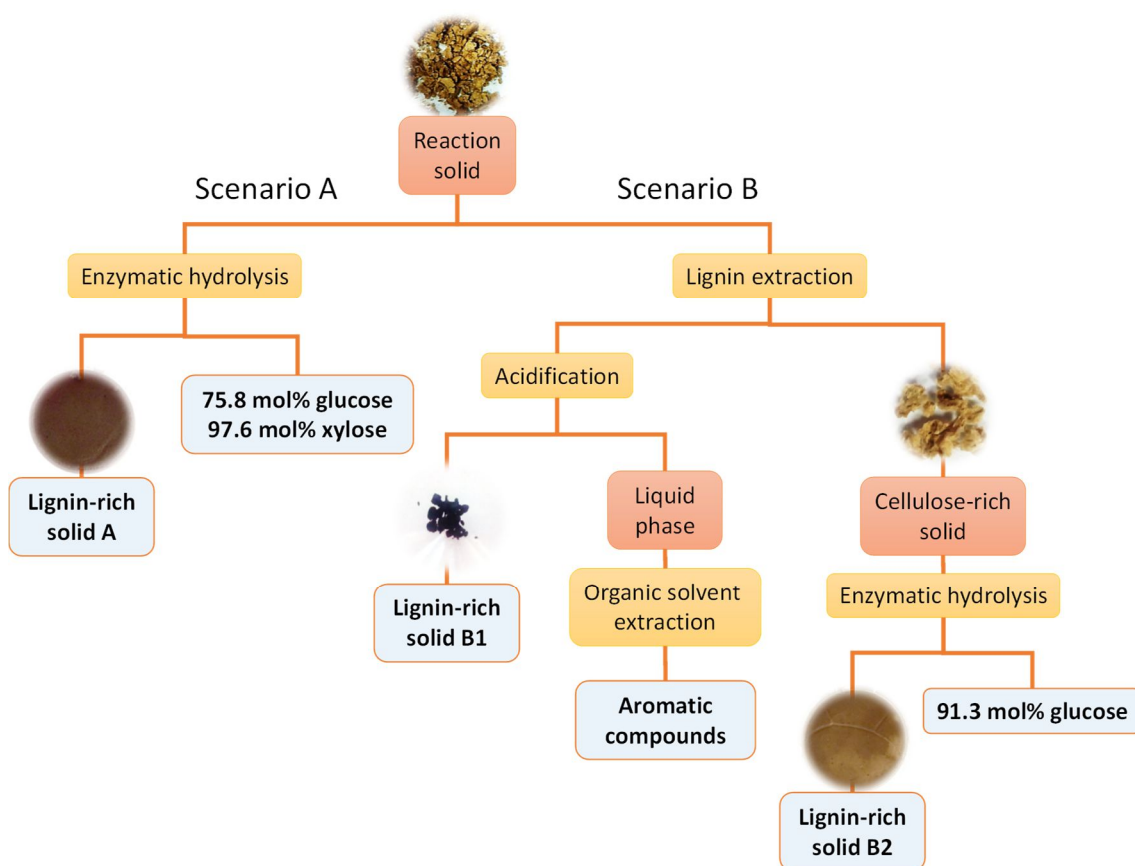 Reaction
solid
Scenario A
Scenario B
Enzymatic hydrolysis
Lignin extraction
Acidification
75.8 mol% glucose
97.6 mol% xylose
Lignin-rich
solid A
Liquid
phase
Cellulose-rich
solid
Lignin-rich
solid B1
Organic solvent
extraction
Enzymatic hydrolysis
Aromatic
compounds
91.3 mol% glucose
Lignin-rich
solid B2